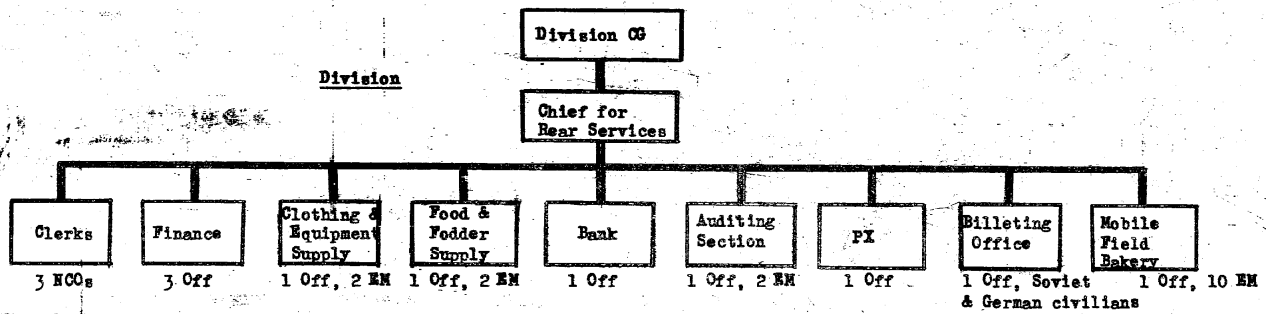 Division CG
Division
Chief for
Rear Services
Clerks
3 NCOs
Finance
3 Off
Clothing &
Equipment
Supply
1 Off, 2 EM
Food &
Fodder
Supply
1 Off, 2 EM
Bank
1 Off
Auditing
Section
1 Off, 2 EM
PX
1 Off
Billeting
Office
1 Off, Soviet
& German civilians
Mobile
Field
Bakery
1 Off, 10 EM